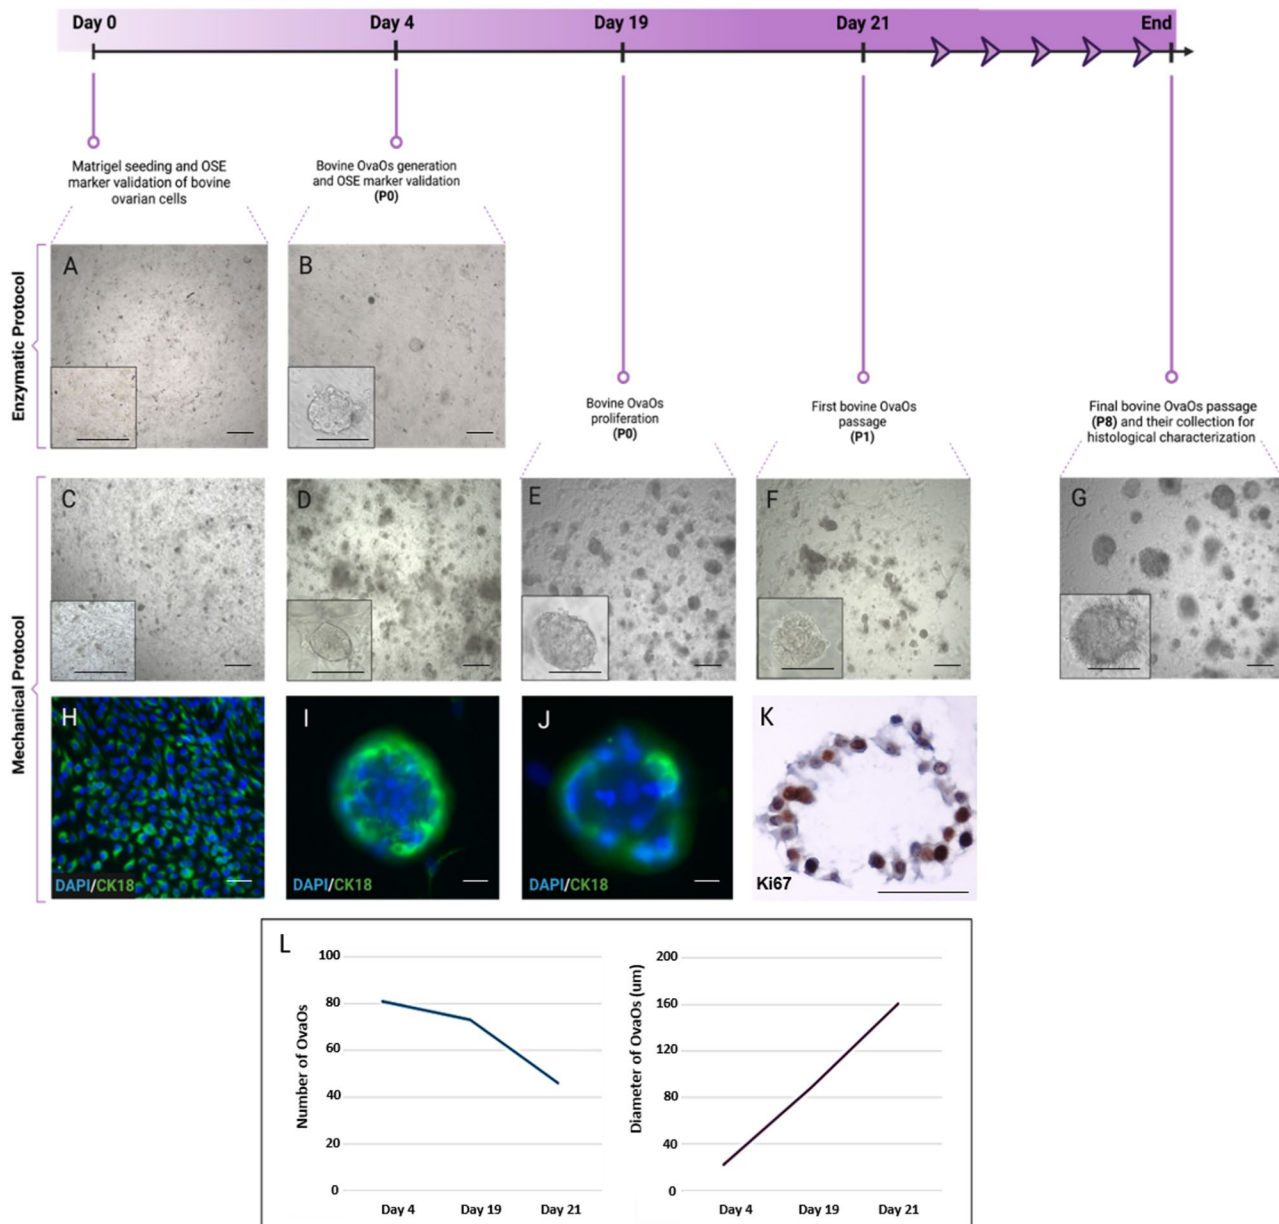 Day 0
Day 4
Day 19
Day 21
End
Matrigel seeding and OSE
marker validation of bovine
ovarian cells
Bovine OvaOs generation
and OSE marker validation
(P0)
Enzymatic Protocol
A
B
Bovine OvaOs
proliferation
(P0)
First bovine OvaOs
passage
(P1)
Final bovine OvaOs passage
(P8) and their collection for
histological characterization
Mechanical Protocol
C
D
E
F
G
H
DAPI/CK18
I
DAPI/CK18
J
DAPI/CK18
K
Ki67
L
Number of OvaOs
100
80
60
40
20
0
Day 4
Day 19
Day 21
Diameter of OvaOs (um)
200
160
120
80
40
0
Day 4
Day 19
Day 21